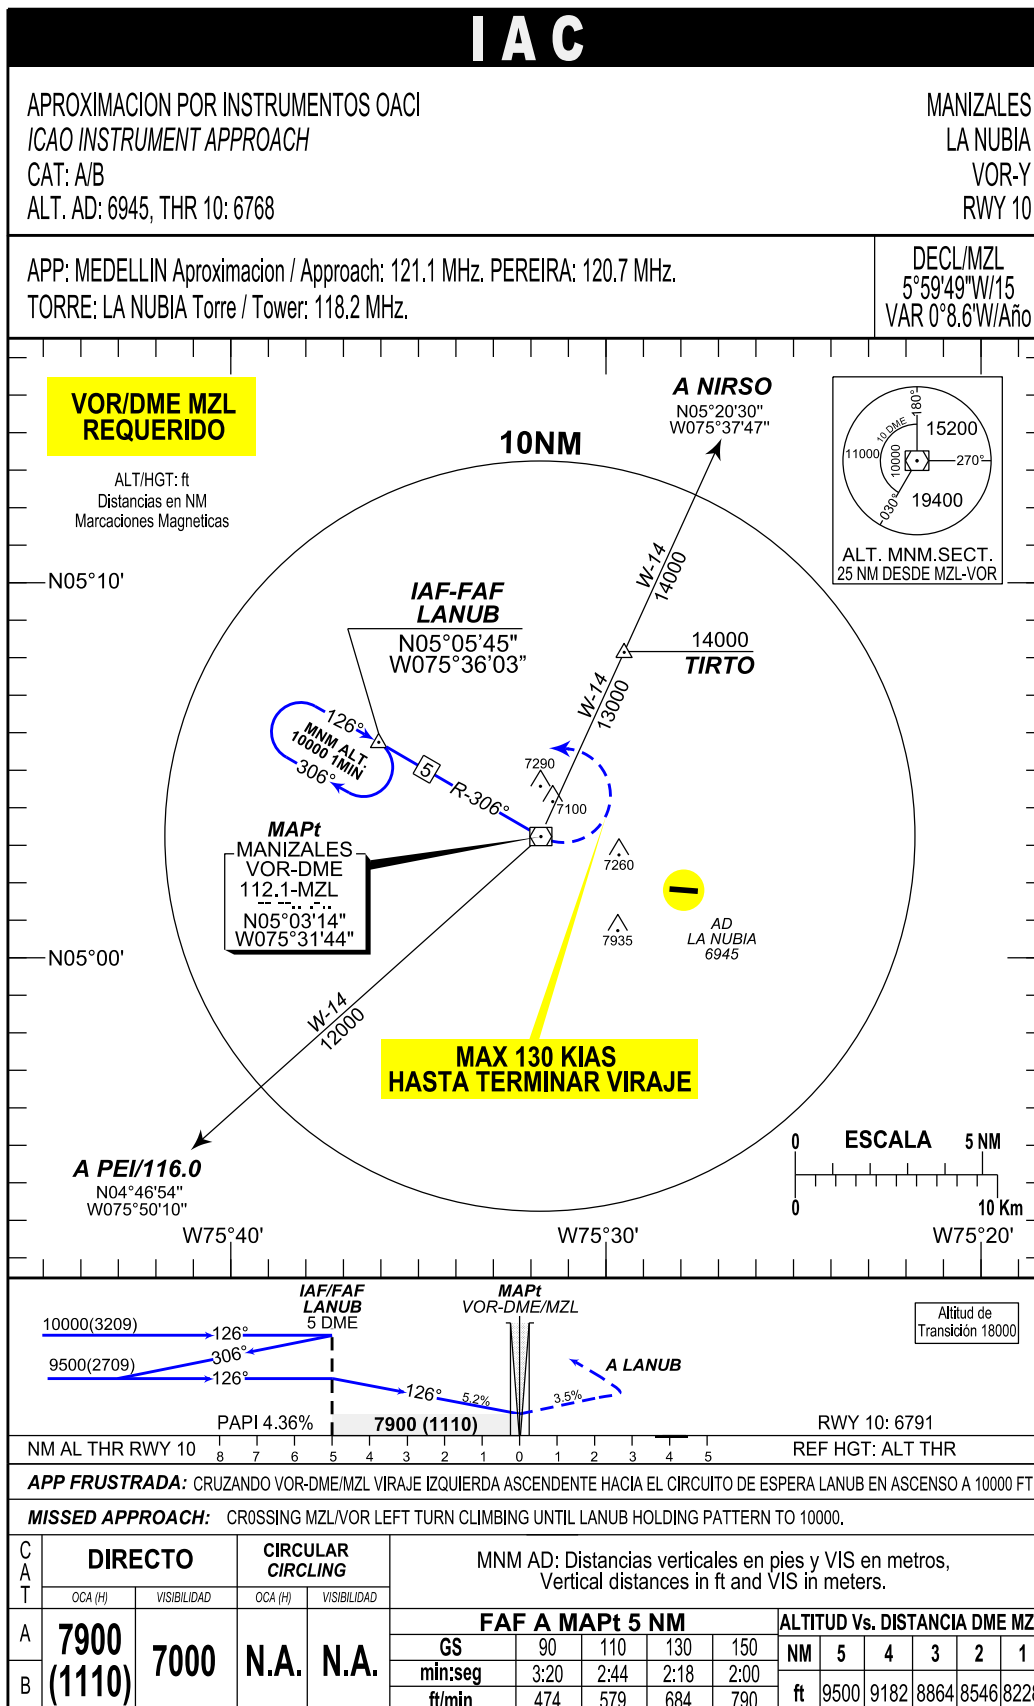 IAC
APROXIMACION POR INSTRUMENTOS OACI
ICAO INSTRUMENT APPROACH
CAT: A/B
ALT. AD: 6945, THR 10: 6768
MANIZALES
LA NUBIA
VOR-Y
RWY 10
APP: MEDELLIN Aproximacion / Approach: 121.1 MHz. PEREIRA: 120.7 MHz.
TORRE: LA NUBIA Torre / Tower: 118.2 MHz.
DECL/MZL
5°59'49"W/15
VAR 0°8.6'W/Año
VOR/DME MZL
REQUERIDO
ALT/HGT: ft
Distancias en NM
Marcaciones Magneticas
A NIRSO
N05°20'30"
W075°37'47"
10NM
180°
10 DME
15200
11000
10000
270°
030°
19400
ALT. MNM.SECT.
25 NM DESDE MZL-VOR
N05°10'
IAF-FAF
LANUB
N05°05'45"
W075°36'03"
W-14
14000
14000
TIRTO
W-14
13000
126°
MNM ALT.
10000 1MIN
306°
5
R-306°
7290
7100
7260
7935
MAPt
MANIZALES
VOR-DME
112.1-MZL
N05°03'14"
W075°31'44"
AD
LA NUBIA
6945
N05°00'
W-14
12000
MAX 130 KIAS
HASTA TERMINAR VIRAJE
A PEI/116.0
N04°46'54"
W075°50'10"
0 ESCALA 5 NM
0 10 Km
W75°40' W75°30' W75°20'
IAF/FAF
LANUB
5 DME
MAPt
VOR-DME/MZL
Altitud de
Transición 18000
10000(3209)
126°
306°
9500(2709)
126°
A LANUB
126°
5.2%
3.5%
PAPI 4.36%
7900 (1110)
RWY 10: 6791
NM AL THR RWY 10 8 7 6 5 4 3 2 1 0 1 2 3 4 5 REF HGT: ALT THR
APP FRUSTRADA: CRUZANDO VOR-DME/MZL VIRAJE IZQUIERDA ASCENDENTE HACIA EL CIRCUITO DE ESPERA LANUB EN ASCENSO A 10000 FT
MISSED APPROACH: CROSSING MZL/VOR LEFT TURN CLIMBING UNTIL LANUB HOLDING PATTERN TO 10000.
CAT
DIRECTO
CIRCULAR
CIRCLING
OCA (H) VISIBILIDAD OCA (H) VISIBILIDAD
MNM AD: Distancias verticales en pies y VIS en metros,
Vertical distances in ft and VIS in meters.
A
B
7900
(1110)
7000
N.A.
N.A.
FAF A MAPt 5 NM
GS 90 110 130 150
min:seg 3:20 2:44 2:18 2:00
ft/min 474 579 684 790
ALTITUD Vs. DISTANCIA DME MZ
NM 5 4 3 2 1
ft 9500 9182 8864 8546 822